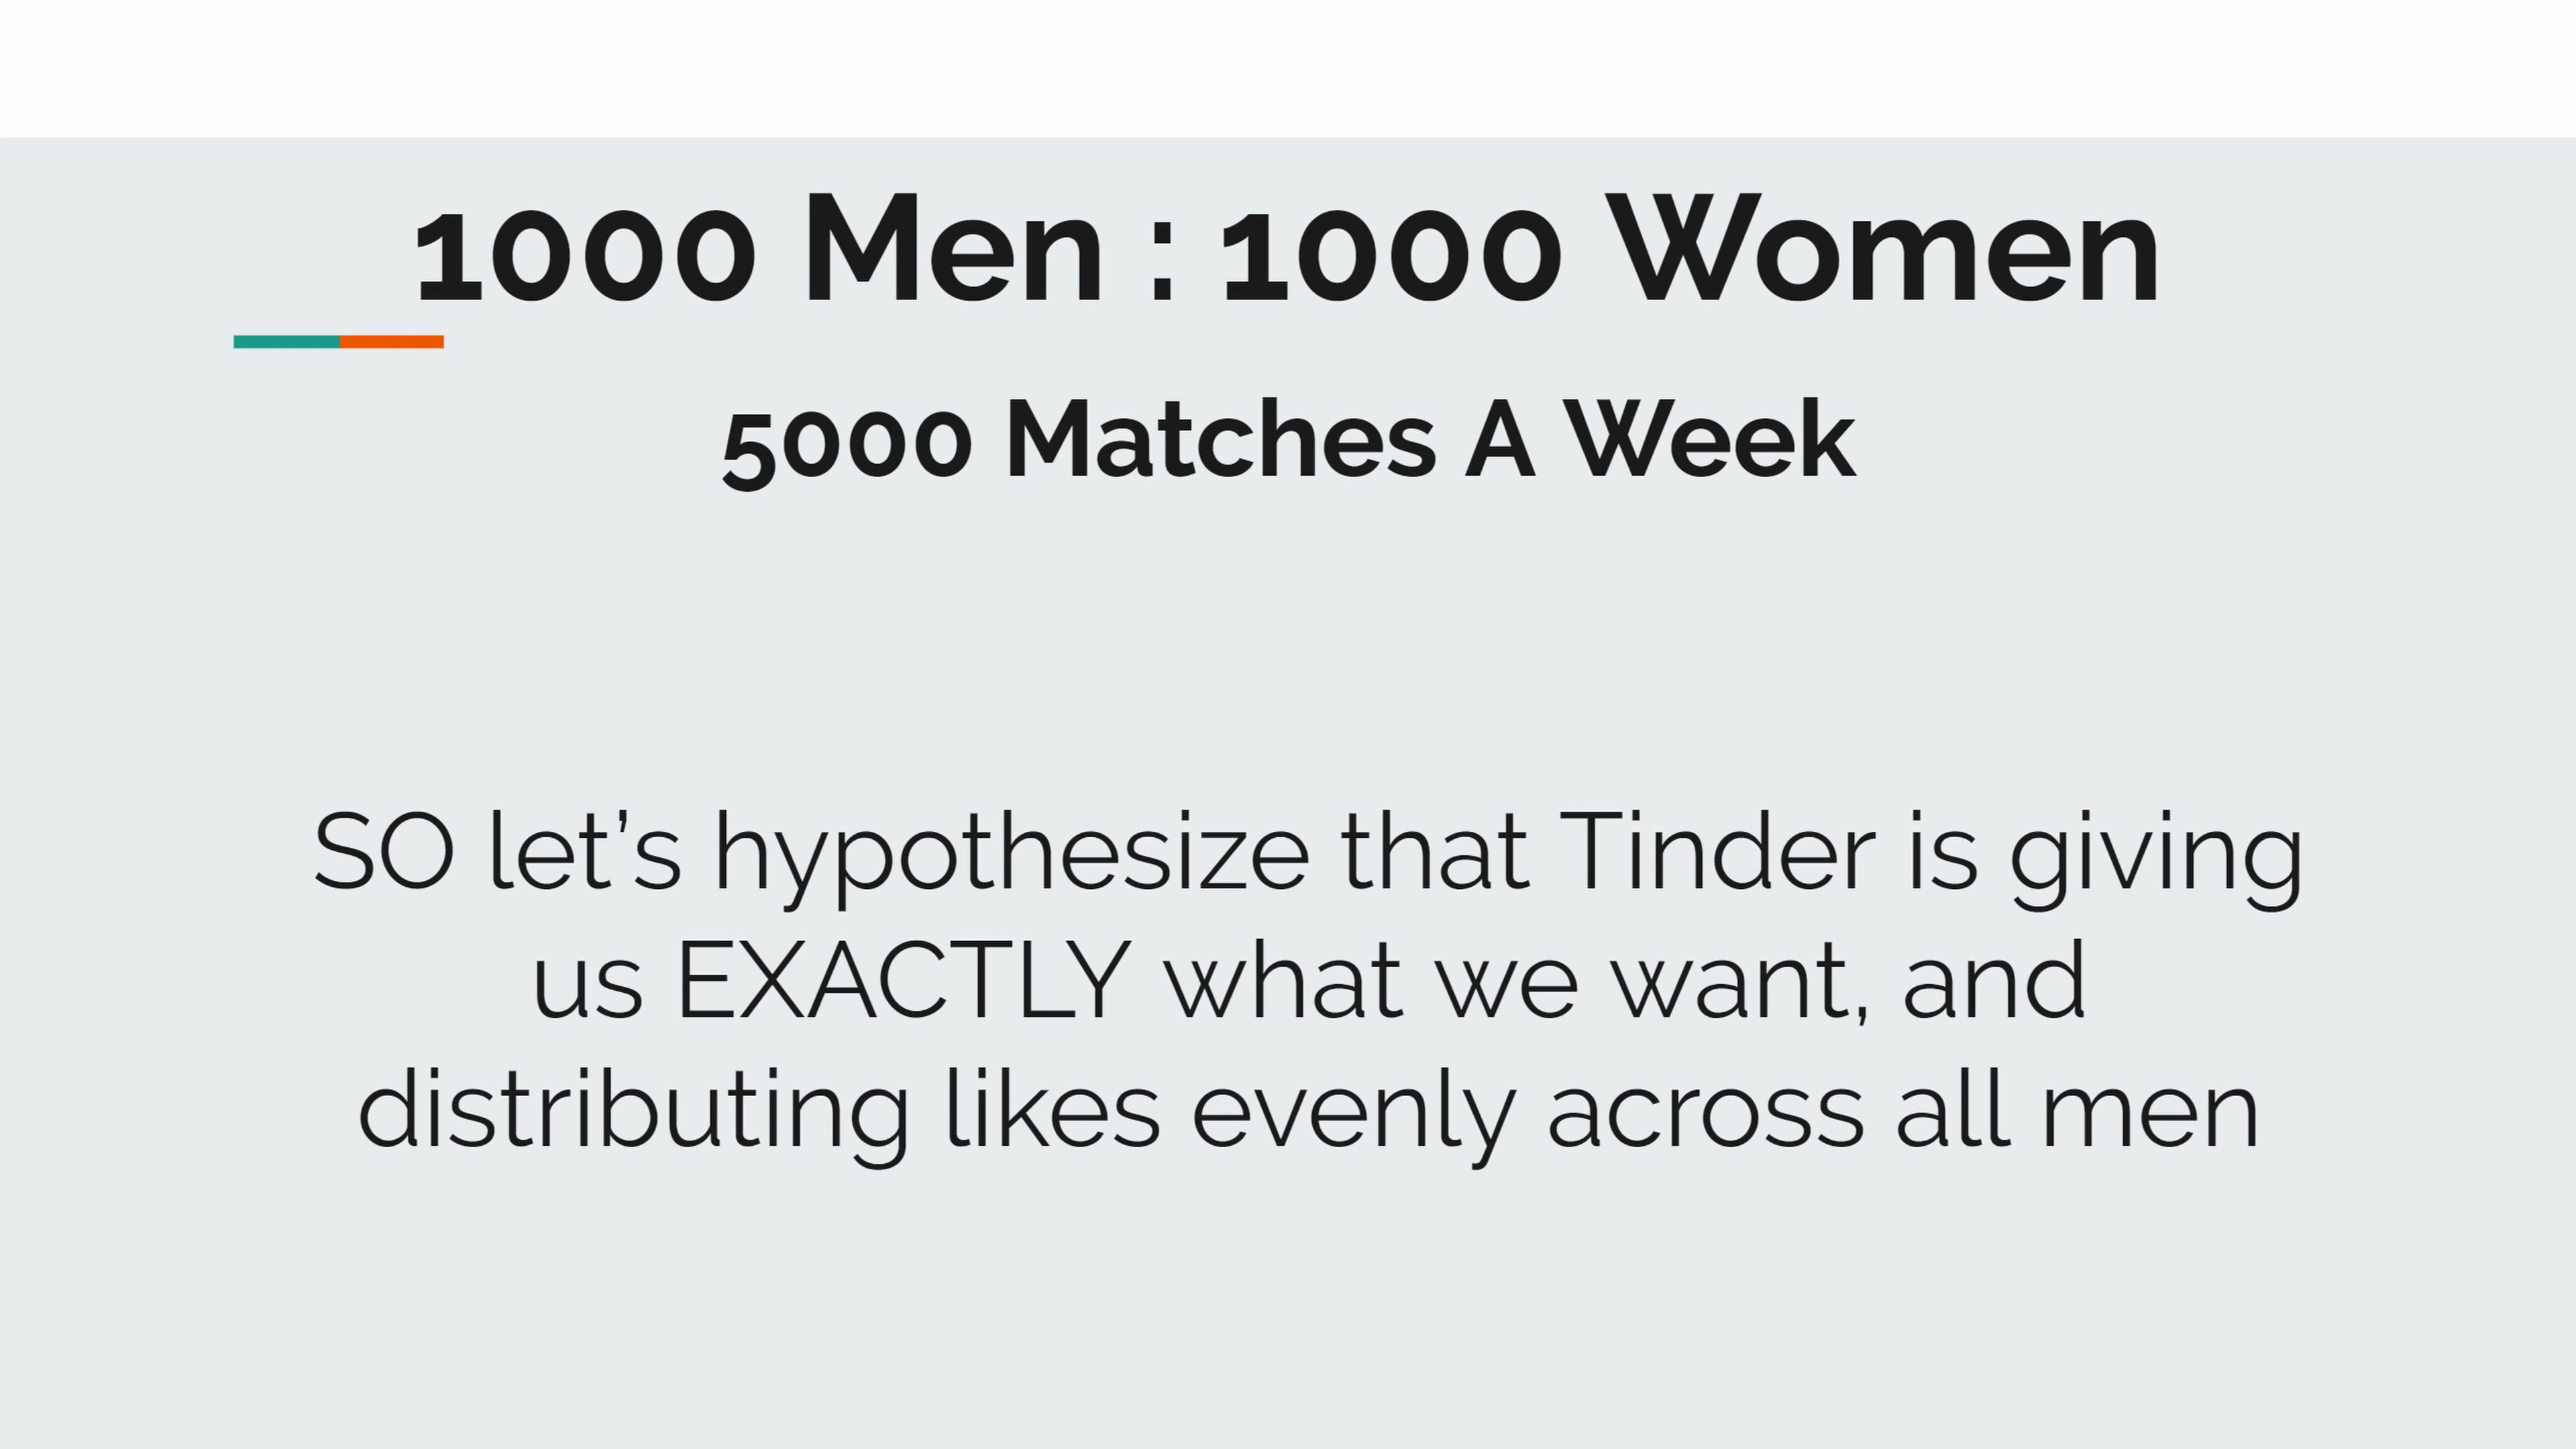 1000 Men : 1000 Women
5000 Matches A Week
SO let’s hypothesize that Tinder is giving
us EXACTLY what we want, and
distributing likes evenly across all men